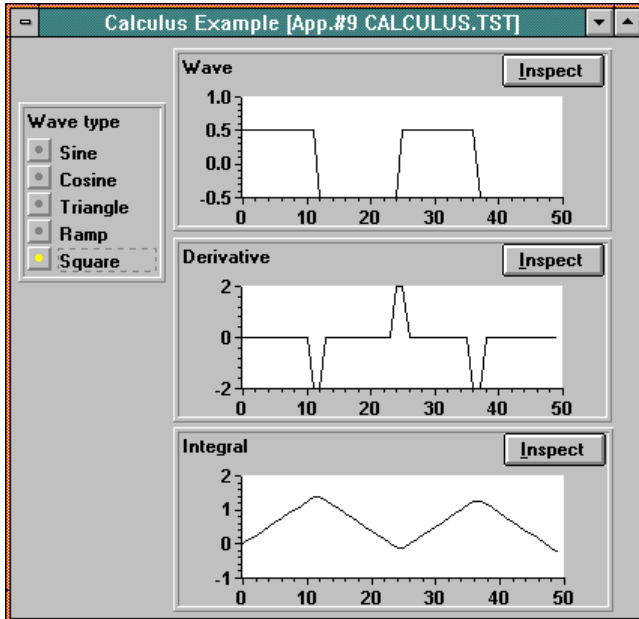 Calculus Example [App.#9 CALCULUS.TST]
Wave type
Sine
Cosine
Triangle
Ramp
Square
Wave
Inspect
1.0
0.5
0.0
-0.5
0 10 20 30 40 50
Derivative
Inspect
2
0
-2
0 10 20 30 40 50
Integral
Inspect
2
1
0
-1
0 10 20 30 40 50